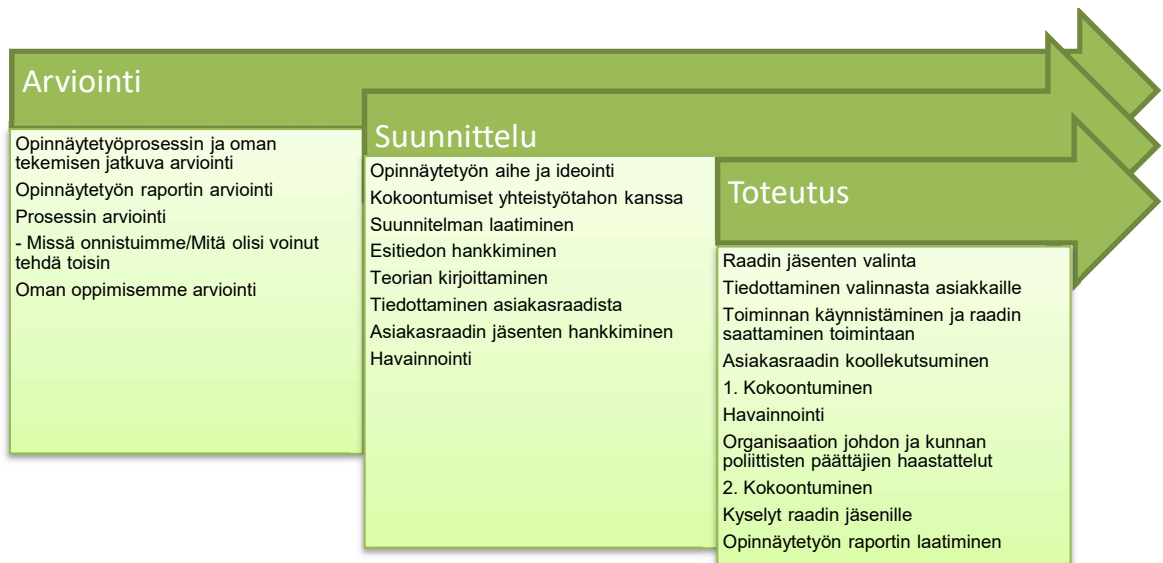 Arviointi
Opinnäytetyöprosessin ja oman
tekemisen jatkuva arviointi
Opinnäytetyön raportin arviointi
Prosessin arviointi
- Missä onnistuimme/Mitä olisi voinut
tehdä toisin
Oman oppimisemme arviointi
Suunnittelu
Opinnäytetyön aihe ja ideointi
Kokoontumiset yhteistyötahon kanssa
Suunnitelman laatiminen
Esitiedon hankkiminen
Teorian kirjoittaminen
Tiedottaminen asiakasraadista
Asiakasraadin jäsenten hankkiminen
Havainnointi
Toteutus
Raadin jäsenten valinta
Tiedottaminen valinnasta asiakkaille
Toiminnan käynnistäminen ja raadin
saattaminen toimintaan
Asiakasraadin koollekutsuminen
1. Kokoontuminen
Havainnointi
Organisaation johdon ja kunnan
poliittisten päättäjien haastattelut
2. Kokoontuminen
Kyselyt raadin jäsenille
Opinnäytetyön raportin laatiminen